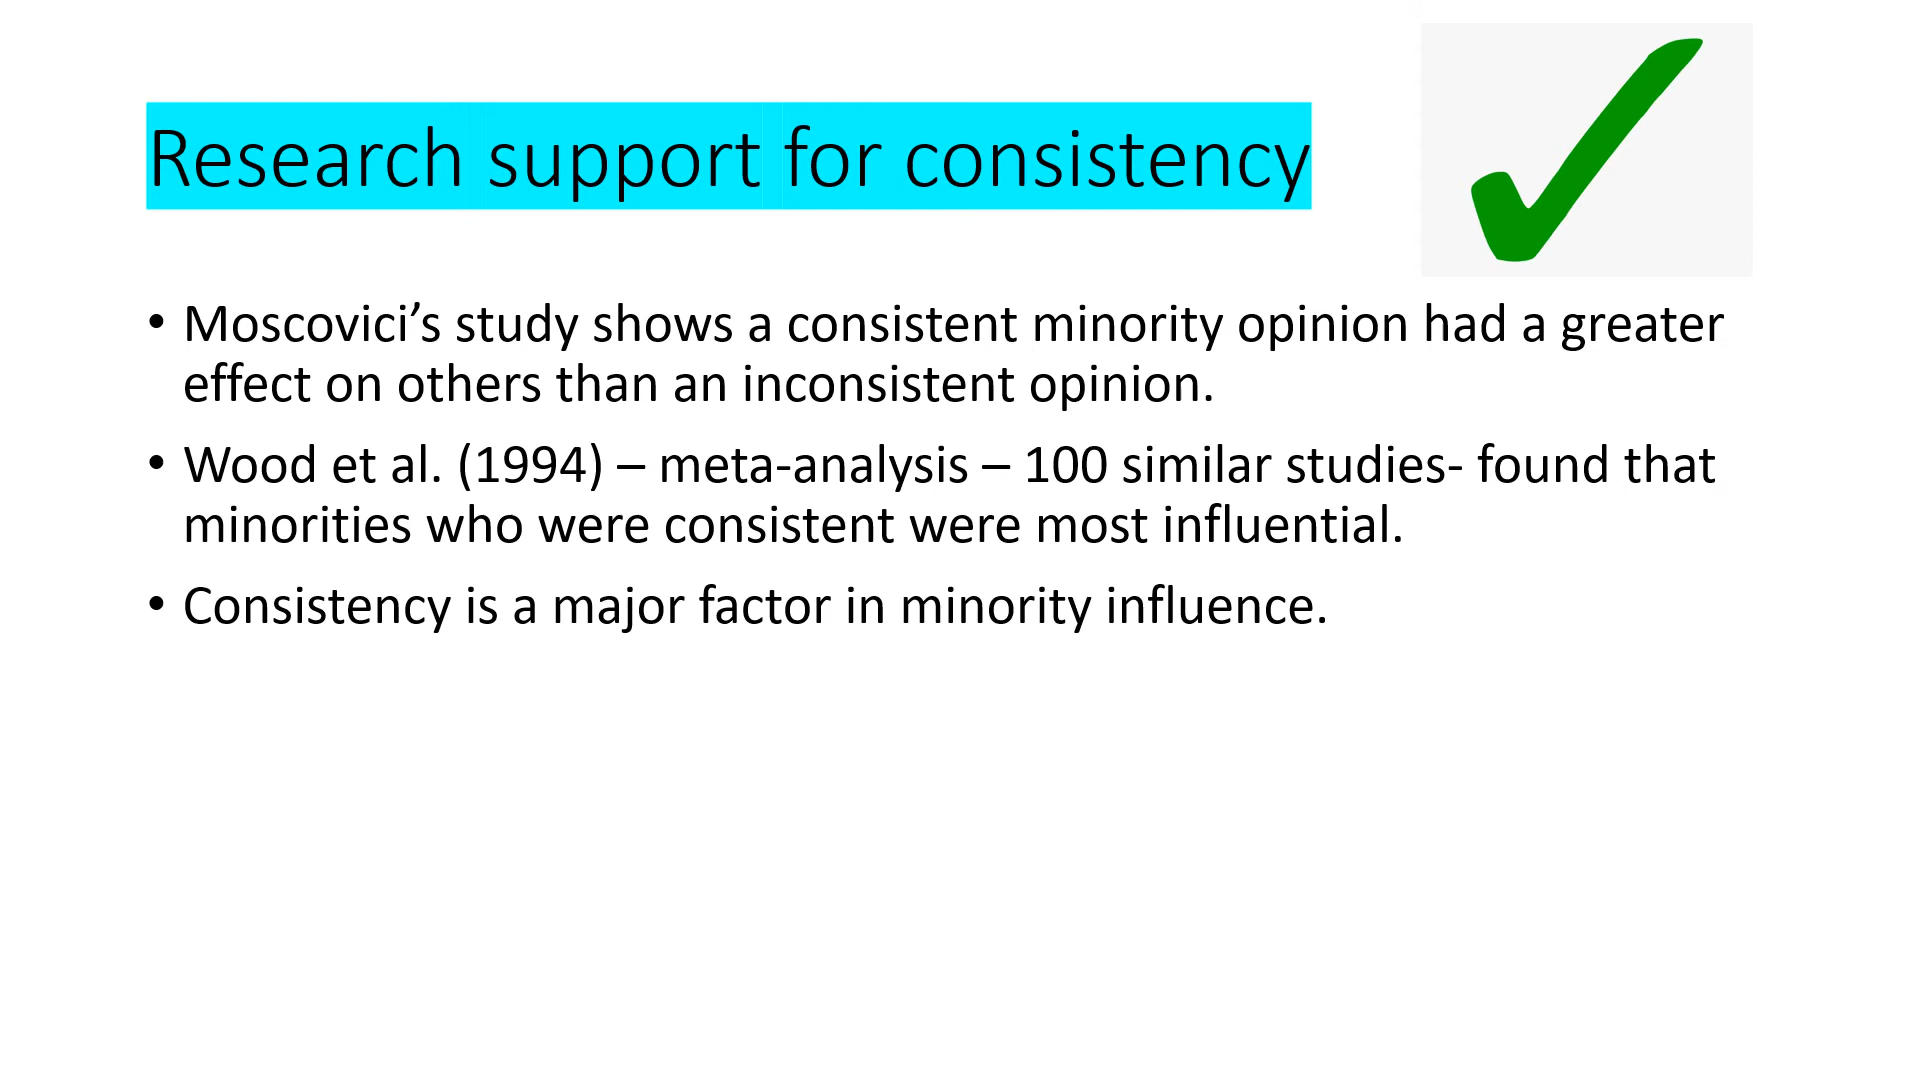 Research support for consistency
• Moscovici’s study shows a consistent minority opinion had a greater
effect on others than an inconsistent opinion.
• Wood et al. (1994) – meta-analysis – 100 similar studies- found that
minorities who were consistent were most influential.
• Consistency is a major factor in minority influence.